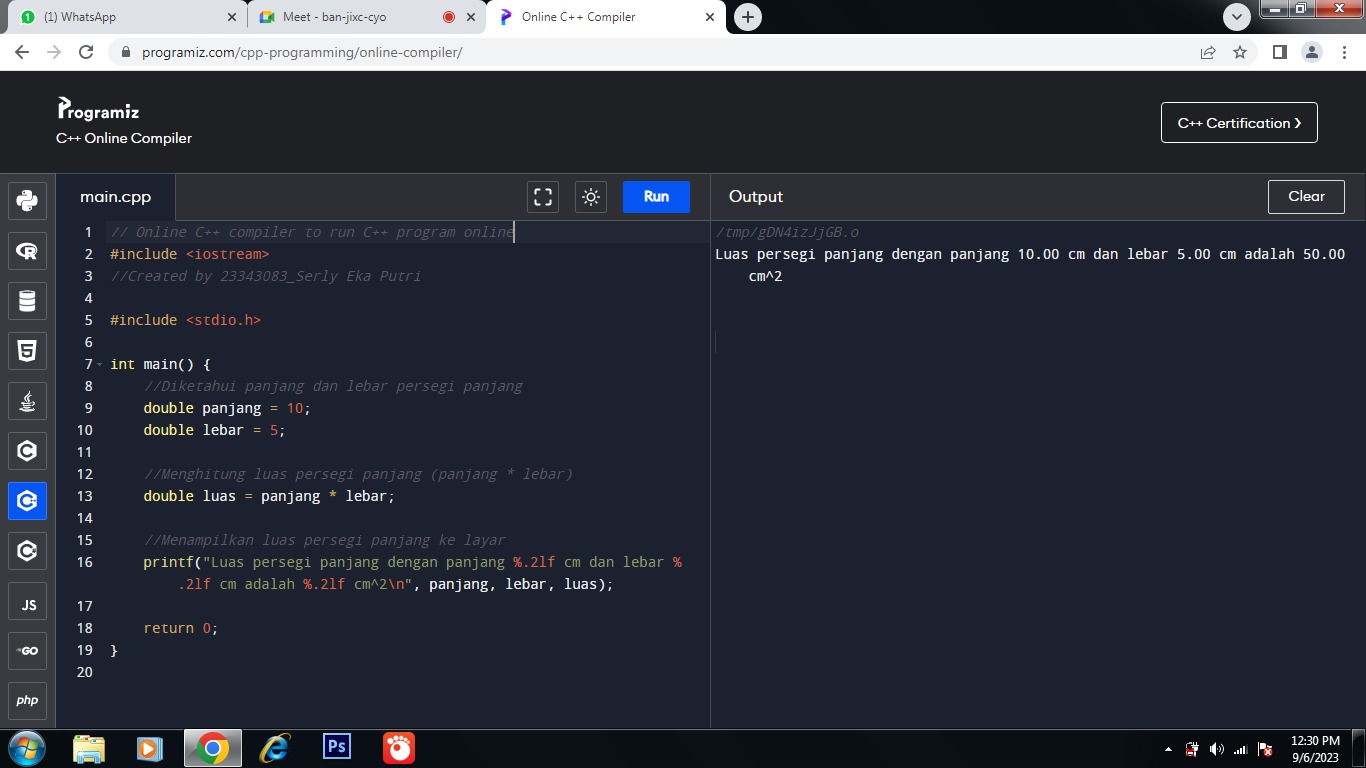 (1) WhatsApp
Meet - ban-jixc-cyo
Online C++ Compiler
programiz.com/cpp-programming/online-compiler/
Programiz
C++ Online Compiler
C++ Certification ❯
main.cpp
Run
Output
Clear
1 // Online C++ compiler to run C++ program online
2 #include <iostream>
3 //Created by 23343083_Serly Eka Putri
4
5 #include <stdio.h>
6
7 int main() {
8 //Diketahui panjang dan lebar persegi panjang
9 double panjang = 10;
10 double lebar = 5;
11
12 //Menghitung luas persegi panjang (panjang * lebar)
13 double luas = panjang * lebar;
14
15 //Menampilkan luas persegi panjang ke layar
16 printf("Luas persegi panjang dengan panjang %.2lf cm dan lebar %
.2lf cm adalah %.2lf cm^2\n", panjang, lebar, luas);
17
18 return 0;
19 }
20
/tmp/gDN4izJjGB.o
Luas persegi panjang dengan panjang 10.00 cm dan lebar 5.00 cm adalah 50.00
cm^2
R
5
C
C
C
JS
GO
php
Ps
12:30 PM
9/6/2023